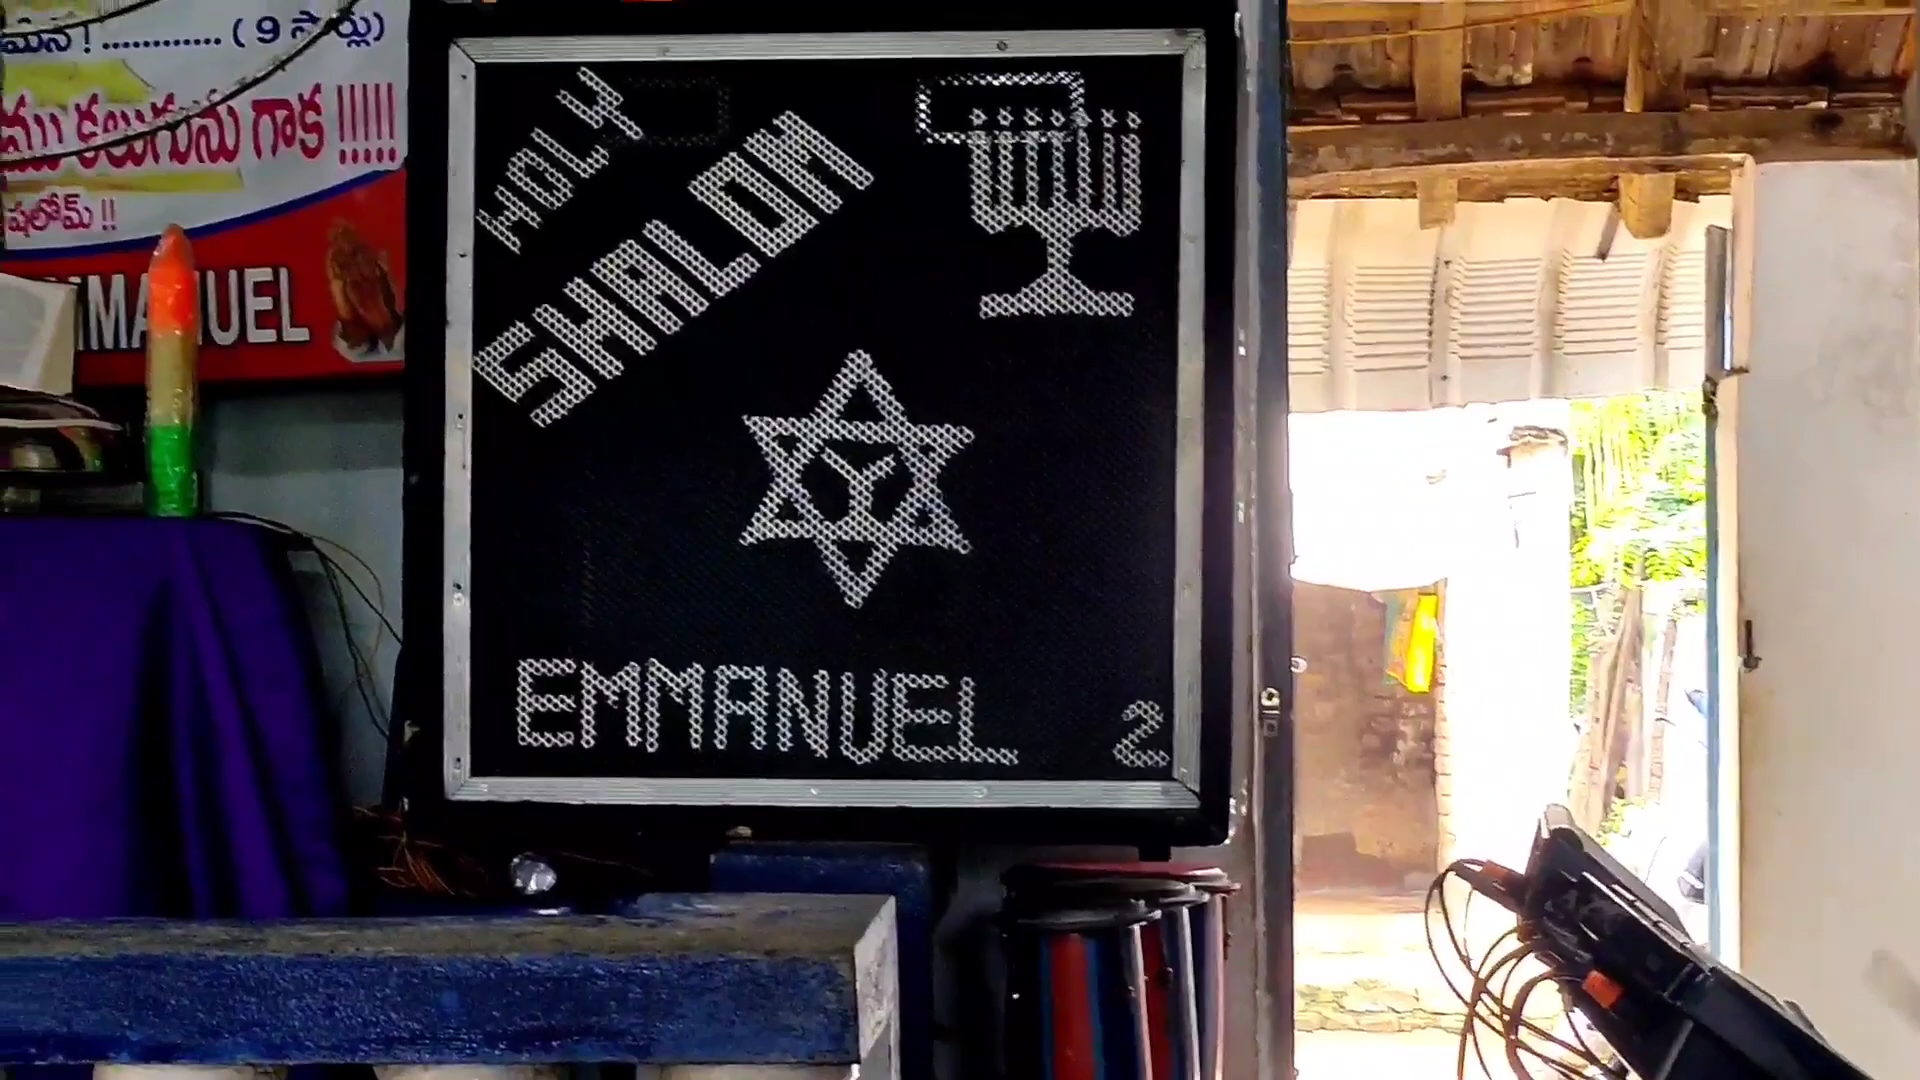 మేన ! ............ ( 9 సార్లు)
ము కలుగును గాక !!!!!
షలోమ్ !!
MMANUEL
HOLY
SHALOM
EMMANUEL 2